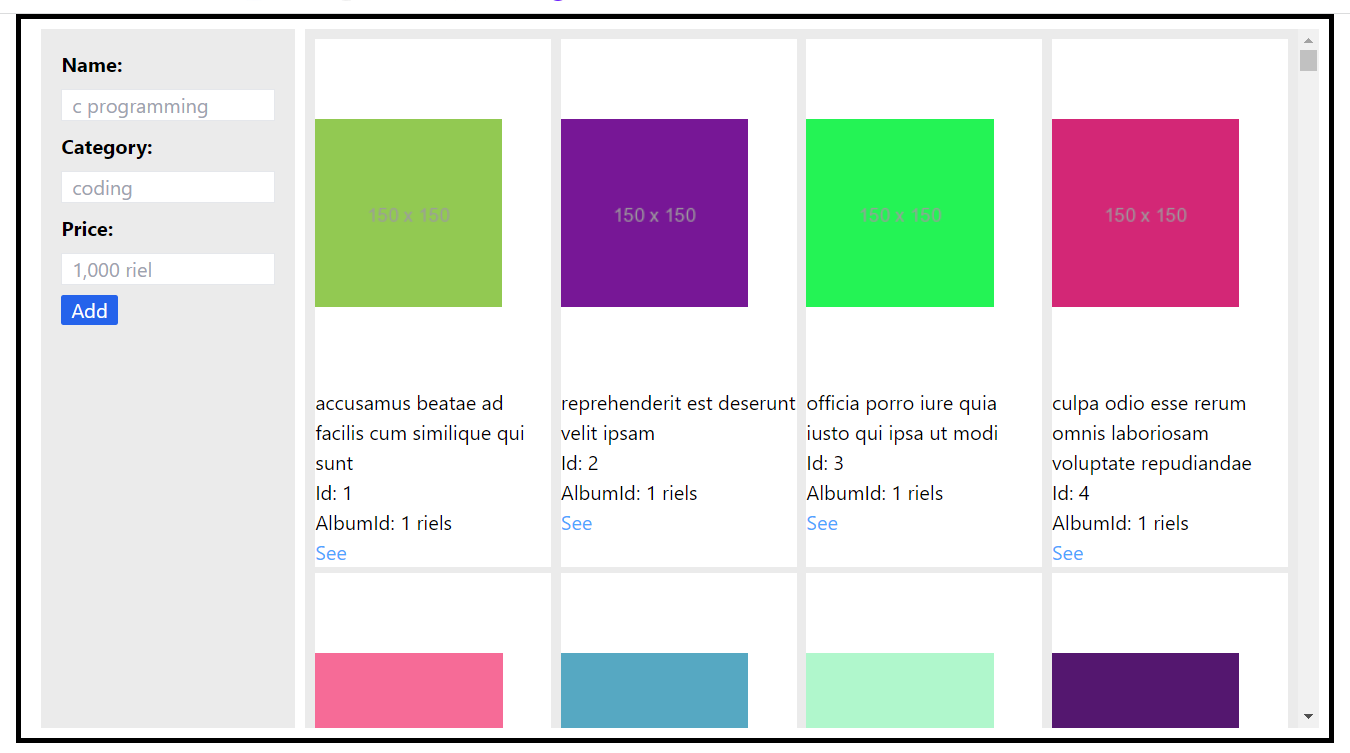 Name:
c programming
Category:
coding
Price:
1,000 riel
Add
150 x 150
150 x 150
150 x 150
150 x 150
accusamus beatae ad
facilis cum similique qui
sunt
Id: 1
AlbumId: 1 riels
See
reprehenderit est deserunt
velit ipsam
Id: 2
AlbumId: 1 riels
See
officia porro iure quia
iusto qui ipsa ut modi
Id: 3
AlbumId: 1 riels
See
culpa odio esse rerum
omnis laboriosam
voluptate repudiandae
Id: 4
AlbumId: 1 riels
See